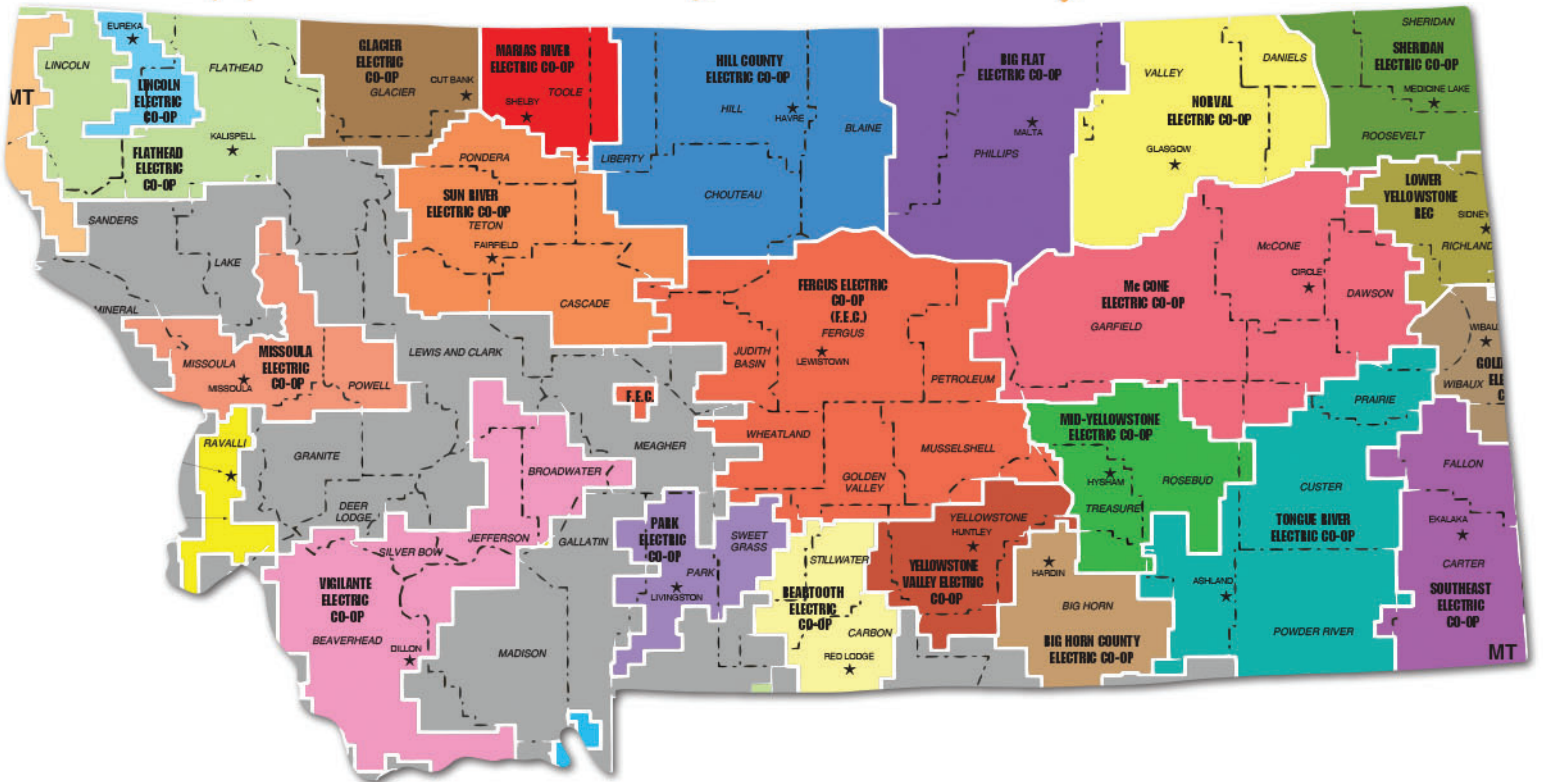 MT
LINCOLN
EUREKA
LINCOLN
ELECTRIC
CO-OP
FLATHEAD
KALISPELL
FLATHEAD
ELECTRIC
CO-OP
GLACIER
ELECTRIC
CO-OP
GLACIER
CUT BANK
MARIAS RIVER
ELECTRIC CO-OP
SHELBY
TOOLE
HILL COUNTY
ELECTRIC CO-OP
HILL
HAVRE
BLAINE
LIBERTY
CHOUTEAU
BIG FLAT
ELECTRIC CO-OP
MALTA
PHILLIPS
VALLEY
DANIELS
NORVAL
ELECTRIC CO-OP
GLASGOW
SHERIDAN
SHERIDAN
ELECTRIC CO-OP
MEDICINE LAKE
ROOSEVELT
LOWER
YELLOWSTONE
REC
SIDNEY
RICHLAND
SANDERS
LAKE
MINERAL
PONDERA
SUN RIVER
ELECTRIC CO-OP
TETON
FAIRFIELD
CASCADE
FERGUS ELECTRIC
CO-OP
(F.E.C.)
FERGUS
LEWISTOWN
JUDITH
BASIN
PETROLEUM
WHEATLAND
MUSSELSHELL
GOLDEN
VALLEY
McCONE
CIRCLE
Mc CONE
ELECTRIC CO-OP
GARFIELD
DAWSON
WIBAUX
WIBAUX
MISSOULA
MISSOULA
MISSOULA
ELECTRIC
CO-OP
POWELL
LEWIS AND CLARK
F.E.C.
MEAGHER
RAVALLI
GRANITE
DEER
LODGE
BROADWATER
SILVER BOW
JEFFERSON
GALLATIN
VIGILANTE
ELECTRIC
CO-OP
BEAVERHEAD
DILLON
MADISON
PARK
ELECTRIC
CO-OP
PARK
LIVINGSTON
SWEET
GRASS
STILLWATER
BEARTOOTH
ELECTRIC
CO-OP
CARBON
RED LODGE
YELLOWSTONE
HUNTLEY
YELLOWSTONE
VALLEY ELECTRIC
CO-OP
MID-YELLOWSTONE
ELECTRIC CO-OP
HYSHAM
ROSEBUD
TREASURE
HARDIN
BIG HORN
BIG HORN COUNTY
ELECTRIC CO-OP
PRAIRIE
CUSTER
TONGUE RIVER
ELECTRIC CO-OP
ASHLAND
POWDER RIVER
FALLON
EKALAKA
CARTER
SOUTHEAST
ELECTRIC
CO-OP
MT